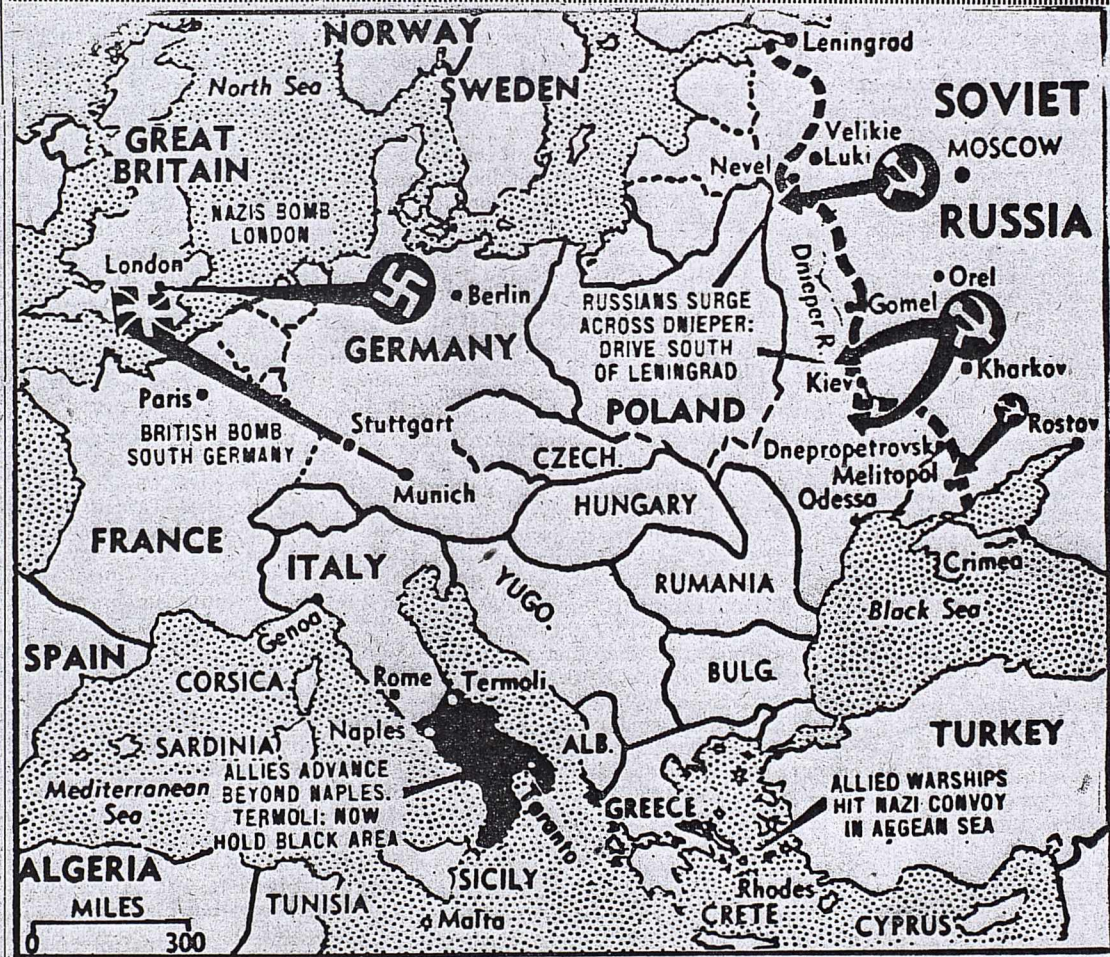 NORWAY
Leningrad
North Sea
SWEDEN
SOVIET
GREAT
BRITAIN
Velikie
Luki
MOSCOW
Nevel
RUSSIA
NAZIS BOMB
LONDON
London
Berlin
Orel
Dnieper R.
Gomel
RUSSIANS SURGE
ACROSS DNIEPER:
DRIVE SOUTH
OF LENINGRAD
GERMANY
Kiev
Kharkov
Paris
POLAND
Stuttgart
Rostov
BRITISH BOMB
SOUTH GERMANY
CZECH.
Dnepropetrovsk
Melitopol
Munich
HUNGARY
Odessa
FRANCE
ITALY
YUGO.
RUMANIA
Crimea
Black Sea
Genoa
SPAIN
CORSICA
Rome
Termoli
BULG.
Naples
ALB.
TURKEY
SARDINIA
Mediterranean
Sea
ALLIES ADVANCE
BEYOND NAPLES.
TERMOLI: NOW
HOLD BLACK AREA
Taranto
GREECE
ALLIED WARSHIPS
HIT NAZI CONVOY
IN AEGEAN SEA
ALGERIA
MILES
0 300
TUNISIA
SICILY
Malta
Rhodes
CRETE
CYPRUS